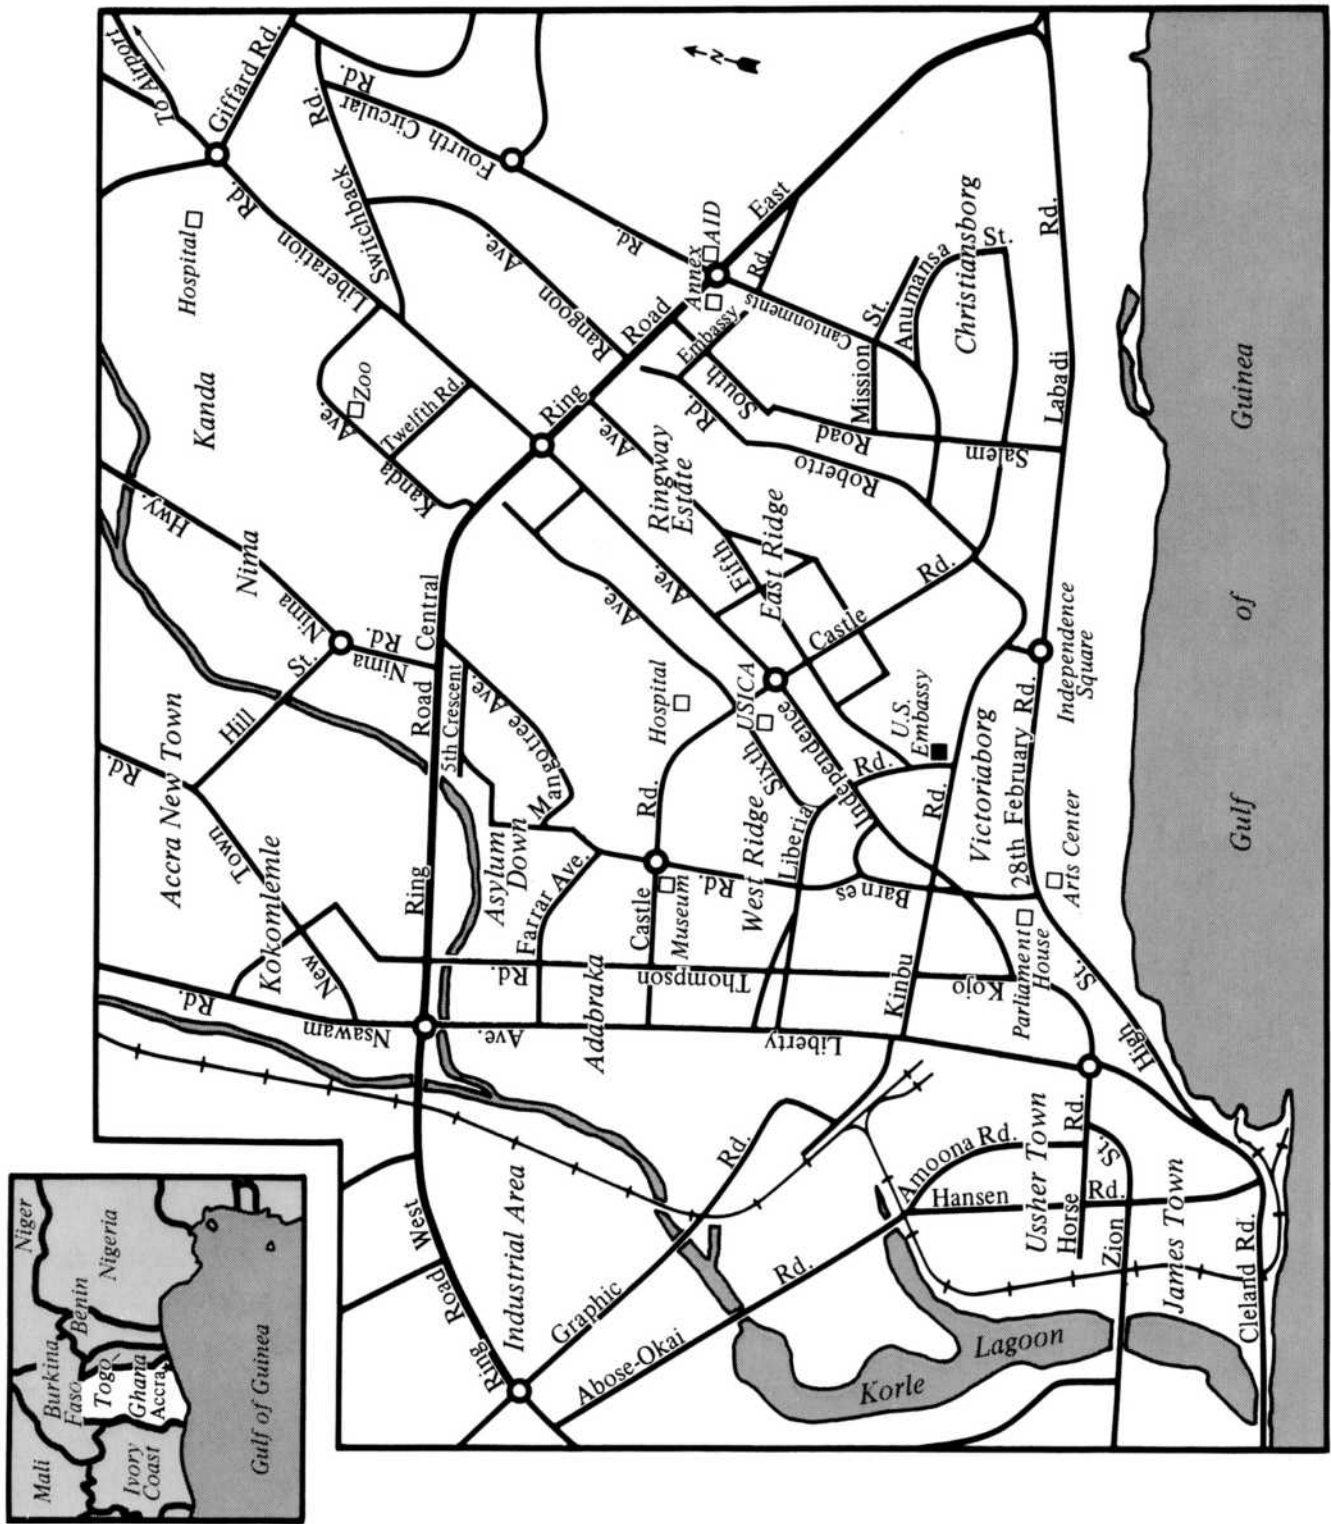 To Airport
Giffard Rd.
Fourth Circular Rd.
Rd.
Switchback Rd.
Hospital
Liberation Rd.
Rangoon Ave.
N
East
AID
Annex
Embassy
Rd.
Cantonments
Ring Road
Kanda
Zoo
Twelfth Rd.
Kanda Ave.
South
Road
Mission St.
Anumansa St.
Christiansborg
Labadi Rd.
Salem
Roberto Rd.
Ringway
Estate
Ave.
Nima Hwy.
Nima
Nima Rd.
Central
Hill St.
Accra New Town
New Town Rd.
Kokomlemle
Ring Road
5th Crescent
Mangotree Ave.
Asylum
Down
Farrar Ave.
Ave.
Ave.
Fifth
East Ridge
Castle Rd.
Hospital
USICA
Sixth
Independence
U.S.
Embassy
Rd.
Independence
Square
28th February Rd.
Victoriaborg
Kinbu Rd.
West Ridge
Liberia
Barnes Rd.
Castle Rd.
Museum
Arts Center
Parliament
House
Kojo Thompson Rd.
Adabraka
Liberty Ave.
Nsawam Rd.
High St.
Gulf of Guinea
Ring Road West
Industrial Area
Graphic Rd.
Abose-Okai Rd.
Amoona Rd.
Hansen Rd.
Ussher Town
Horse Rd.
Zion St.
James Town
Cleland Rd.
Korle Lagoon
Mali
Burkina
Faso
Niger
Benin
Nigeria
Togo
Ghana
Accra
Ivory
Coast
Gulf of Guinea